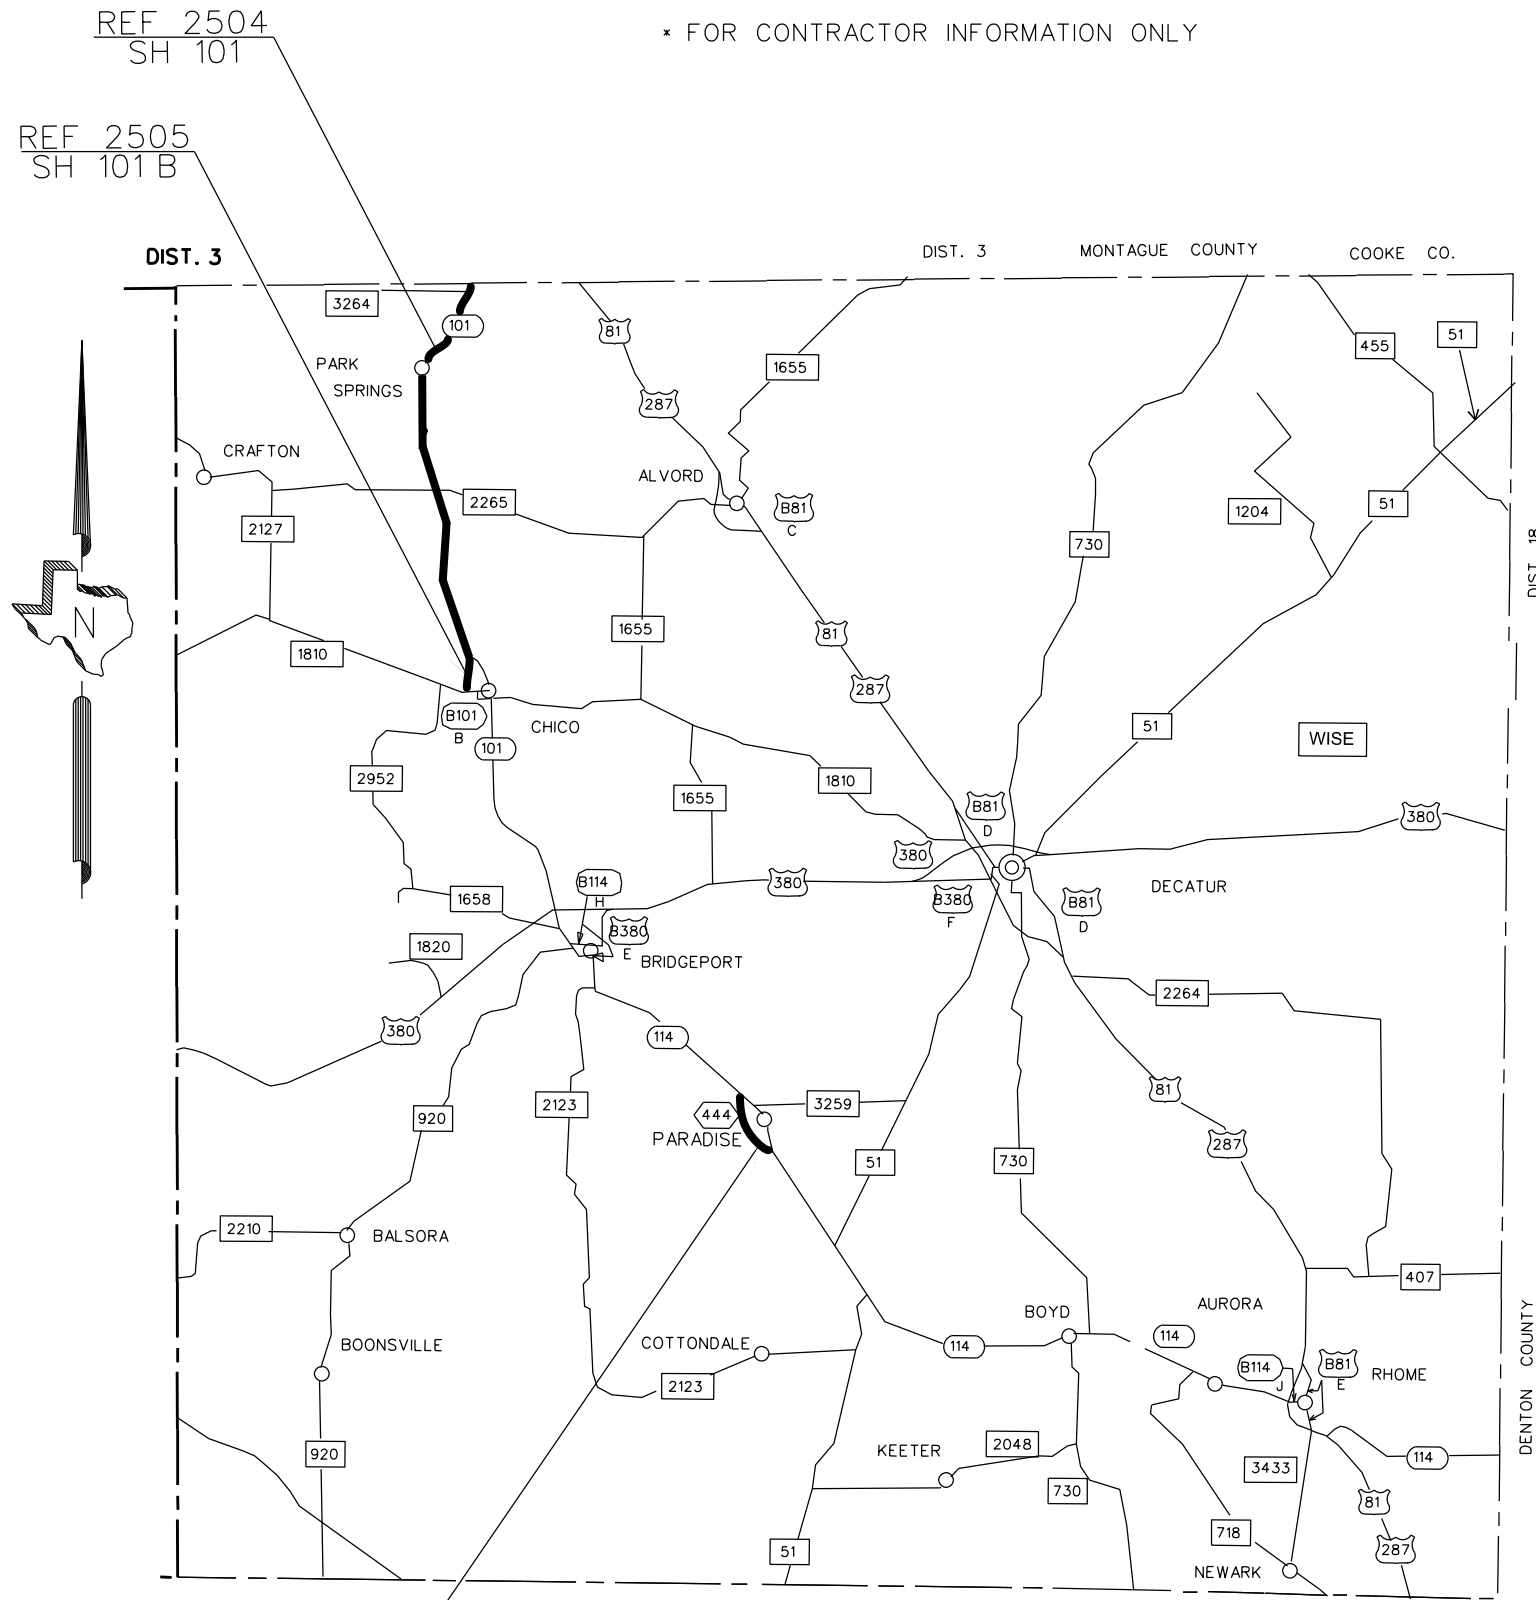 REF 2504
SH 101
* FOR CONTRACTOR INFORMATION ONLY
REF 2505
SH 101 B
DIST. 3
DIST. 3
MONTAGUE COUNTY
COOKE CO.
3264
101
81
51
455
PARK
SPRINGS
1655
287
CRAFTON
ALVORD
2265
B81
C
51
1204
2127
730
DIST. 18
1655
81
1810
287
B101
B
CHICO
101
51
WISE
2952
1810
1655
B81
D
380
380
B114
H
380
DECATUR
1658
B380
F
B81
D
B380
E
1820
BRIDGEPORT
2264
380
114
81
2123
3259
920
444
PARADISE
287
51
730
2210
BALSORA
407
AURORA
BOYD
114
BOONSVILLE
COTTONDALE
114
B114
J
B81
E
RHOME
2123
DENTON COUNTY
KEETER
2048
920
114
3433
730
81
718
51
287
NEWARK
N